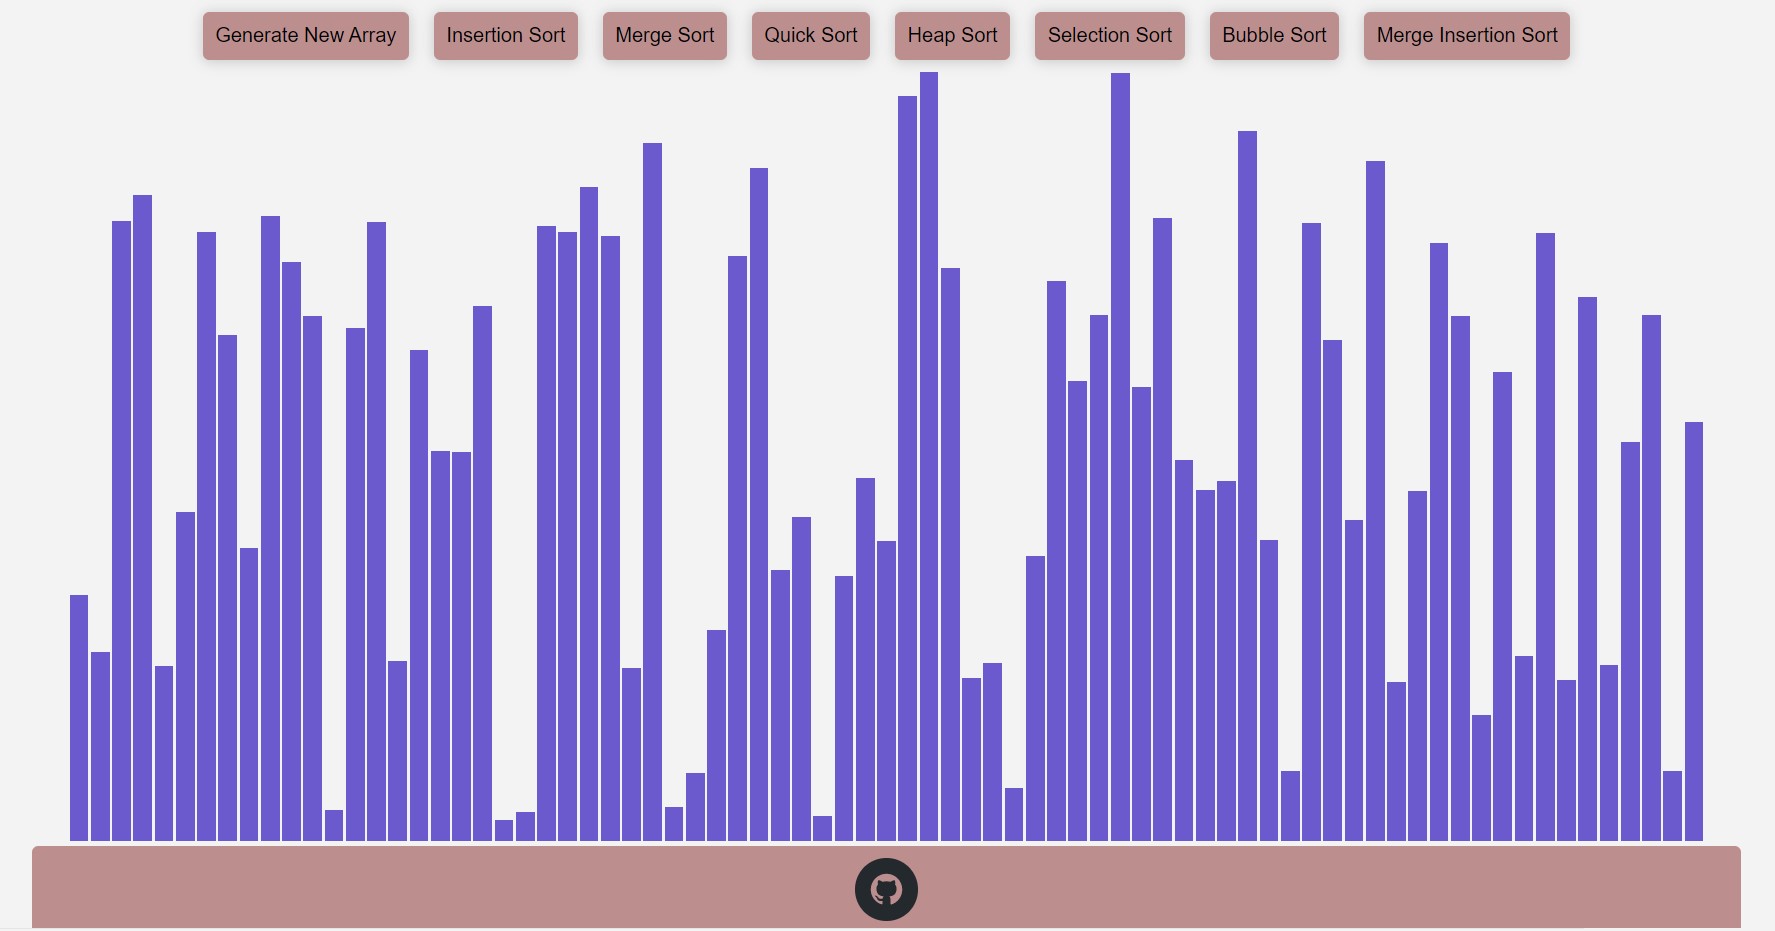 Generate New Array
Insertion Sort
Merge Sort
Quick Sort
Heap Sort
Selection Sort
Bubble Sort
Merge Insertion Sort